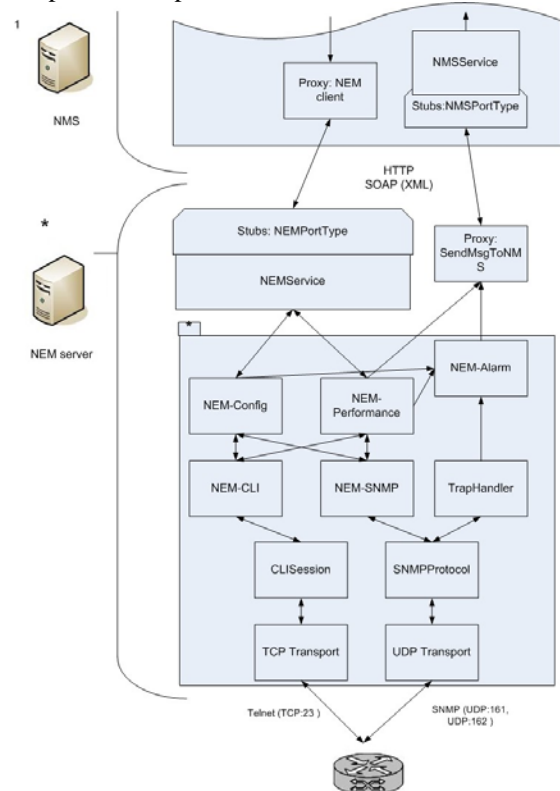 1
NMS
Proxy: NEM
client
NMSService
Stubs:NMSPortType
HTTP
SOAP (XML)
*
NEM server
Stubs: NEMPortType
NEMService
Proxy:
SendMsgToNM
S
*
NEM-Config
NEM-
Performance
NEM-Alarm
NEM-CLI
NEM-SNMP
TrapHandler
CLISession
SNMPProtocol
TCP Transport
UDP Transport
Telnet (TCP:23 )
SNMP (UDP:161,
UDP:162 )